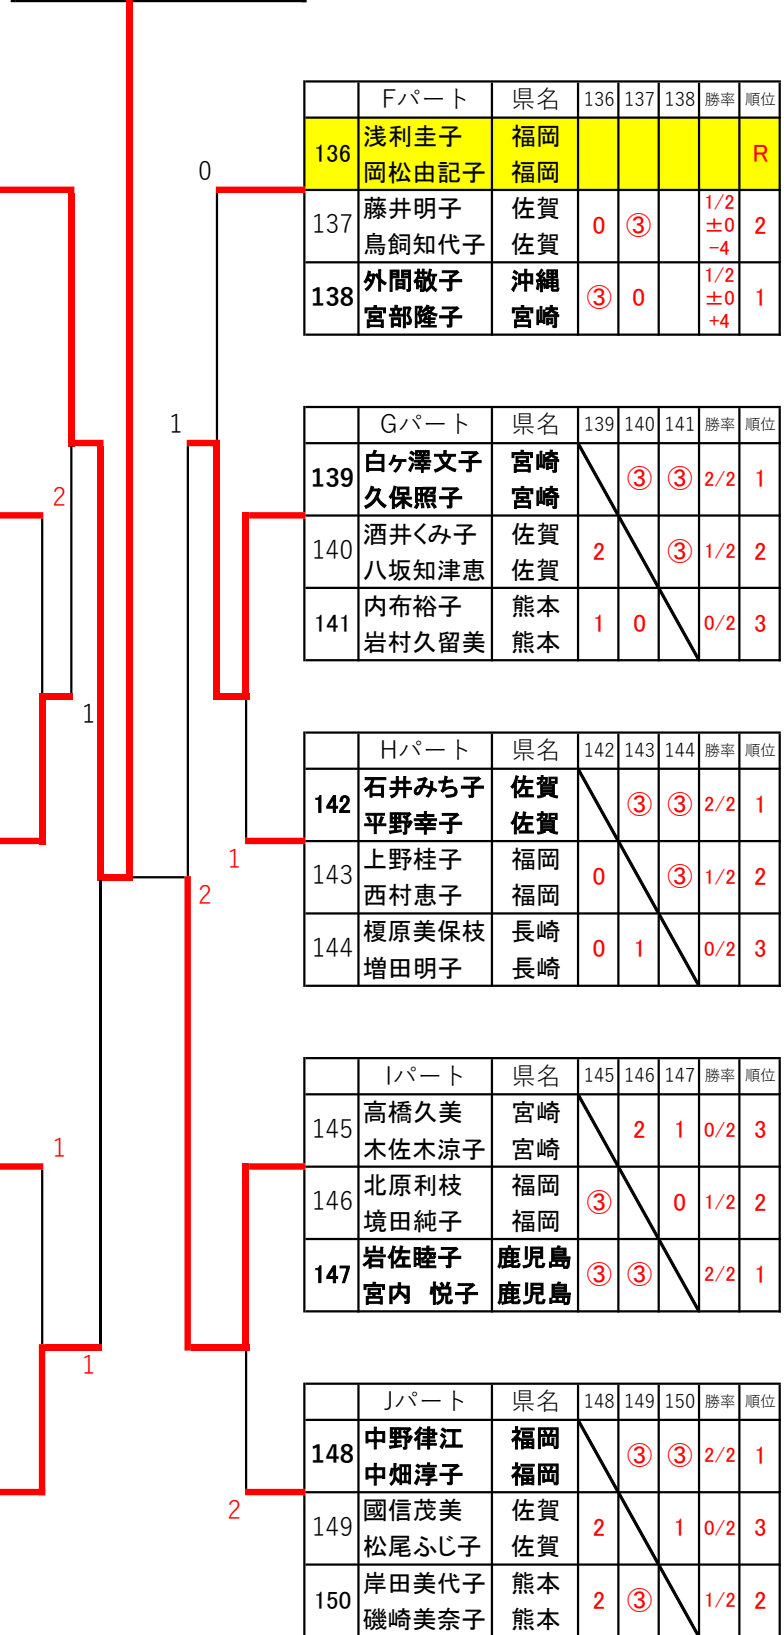 Fパート 県名 136 137 138 勝率 順位
浅利圭子 福岡
136 R
岡松由記子 福岡
0
藤井明子 佐賀 1/2
137 0 ③ ±0 2
鳥飼知代子 佐賀 -4
外間敬子 沖縄 1/2
138 ③ 0 ±0 1
宮部隆子 宮崎 +4
Gパート 県名 139 140 141 勝率 順位
1
白ヶ澤文子 宮崎
139 ③ ③ 2/2 1
久保照子 宮崎
2
酒井くみ子 佐賀
140 2 ③ 1/2 2
八坂知津恵 佐賀
内布裕子 熊本
141 1 0 0/2 3
岩村久留美 熊本
1
Hパート 県名 142 143 144 勝率 順位
石井みち子 佐賀
142 ③ ③ 2/2 1
平野幸子 佐賀
1
上野桂子 福岡
143 0 ③ 1/2 2
西村恵子 福岡
2
榎原美保枝 長崎
144 0 1 0/2 3
増田明子 長崎
Iパート 県名 145 146 147 勝率 順位
高橋久美 宮崎
145 2 1 0/2 3
木佐木涼子 宮崎
1
北原利枝 福岡
146 ③ 0 1/2 2
境田純子 福岡
岩佐睦子 鹿児島
147 ③ ③ 2/2 1
宮内 悦子 鹿児島
1
Jパート 県名 148 149 150 勝率 順位
中野律江 福岡
148 ③ ③ 2/2 1
中畑淳子 福岡
2
國信茂美 佐賀
149 2 1 0/2 3
松尾ふじ子 佐賀
岸田美代子 熊本
150 2 ③ 1/2 2
磯崎美奈子 熊本